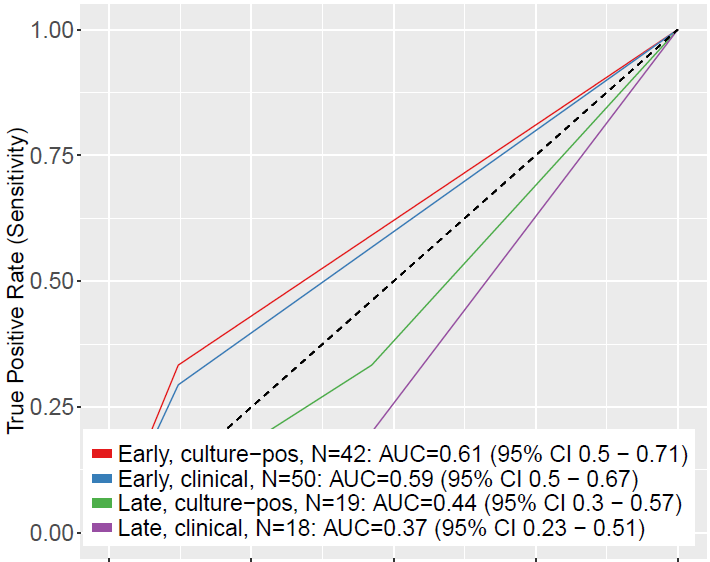 1.00
0.75
0.50
0.25
0.00
True Positive Rate (Sensitivity)
Early, culture−pos, N=42: AUC=0.61 (95% CI 0.5 − 0.71)
Early, clinical, N=50: AUC=0.59 (95% CI 0.5 − 0.67)
Late, culture−pos, N=19: AUC=0.44 (95% CI 0.3 − 0.57)
Late, clinical, N=18: AUC=0.37 (95% CI 0.23 − 0.51)